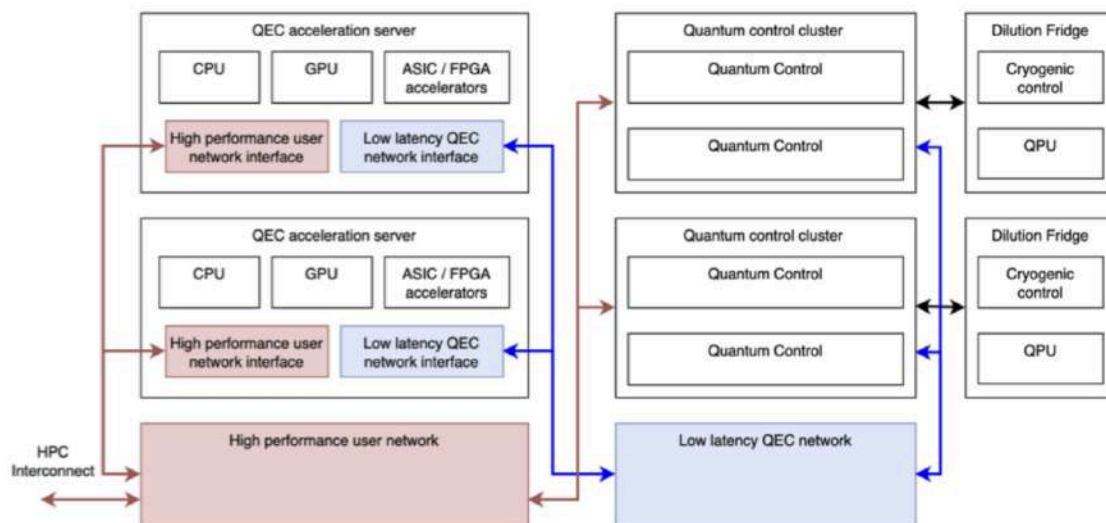 QEC acceleration server
CPU
GPU
ASIC / FPGA
accelerators
High performance user
network interface
Low latency QEC
network interface
Quantum control cluster
Quantum Control
Quantum Control
Dilution Fridge
Cryogenic
control
QPU
QEC acceleration server
CPU
GPU
ASIC / FPGA
accelerators
High performance user
network interface
Low latency QEC
network interface
Quantum control cluster
Quantum Control
Quantum Control
Dilution Fridge
Cryogenic
control
QPU
HPC
Interconnect
High performance user network
Low latency QEC network